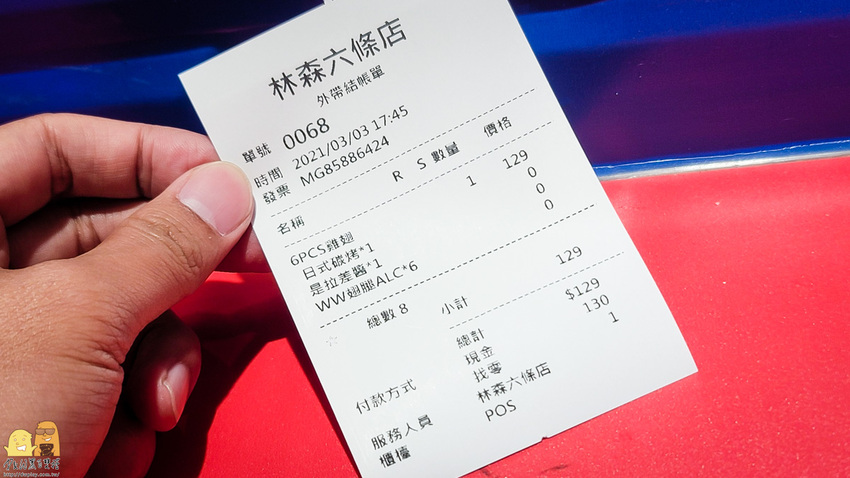 林森六條店
外帶結帳單
單號 0068
時間 2021/03/03 17:45
發票 MG85886424
名稱 R S 數量 價格
6PCS雞翅 1 129
日式碳烤*1 0
是拉差醬*1 0
WW翅腿ALC*6 0
總數 8 小計 129
總計 $129
付款方式 現金 130
找零 1
服務人員 林森六條店
櫃檯 POS